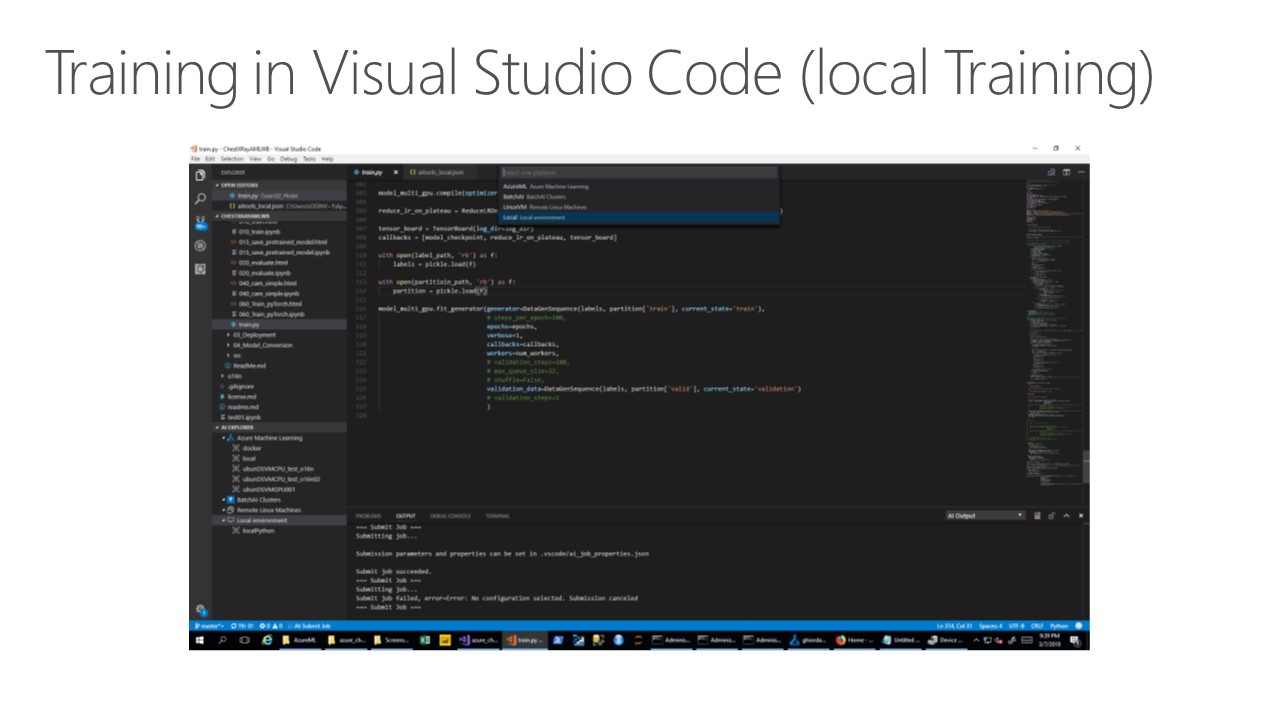 Training in Visual Studio Code (local Training)
train.py - ChestXRayAMLWB - Visual Studio Code
File Edit Selection View Go Debug Tasks Help
EXPLORER
OPEN EDITORS
train.py
aitools_local.json
CHESTXRAYAMLWB
010_train.ipynb
015_save_pretrained_model.html
015_save_pretrained_model.ipynb
020_evaluate.html
020_evaluate.ipynb
040_cam_simple.html
040_cam_simple.ipynb
060_Train_pyTorch.html
060_Train_pyTorch.ipynb
train.py
03_Deployment
04_Model_Conversion
src
ReadMe.md
o16n
.gitignore
license.md
readme.md
test01.ipynb
AI EXPLORER
Azure Machine Learning
docker
local
ubunDSVMCPU_test_o16n
ubunDSVMCPU_test_o16n02
ubunDSVMGPU001
BatchAI Clusters
Remote Linux Machines
Local environment
localPython
train.py
aitools_local.json
Select one platform
AzureML Azure Machine Learning
BatchAI BatchAI Clusters
LinuxVM Remote Linux Machines
Local Local environment
model_multi_gpu.compile(optimizer
reduce_lr_on_plateau = ReduceLROn
tensor_board = TensorBoard(log_dir=log_dir)
callbacks = [model_checkpoint, reduce_lr_on_plateau, tensor_board]
with open(label_path, 'rb') as f:
labels = pickle.load(f)
with open(partitioin_path, 'rb') as f:
partition = pickle.load(f)
model_multi_gpu.fit_generator(generator=DataGenSequence(labels, partition['train'], current_state='train'),
# steps_per_epoch=100,
epochs=epochs,
verbose=1,
callbacks=callbacks,
workers=num_workers,
# validation_steps=300,
# max_queue_size=32,
# shuffle=False,
validation_data=DataGenSequence(labels, partition['valid'], current_state='validation')
# validation_steps=1
)
PROBLEMS OUTPUT DEBUG CONSOLE TERMINAL
AI Output
=== Submit Job ===
Submitting job...
Submission parameters and properties can be set in .vscode/ai_job_properties.json
Submit job succeeded.
=== Submit Job ===
Submitting job...
Submit job failed, error=Error: No configuration selected. Submission canceled
=== Submit Job ===
master*+
AI: Submit Job
Ln 314, Col 31 Spaces: 4 UTF-8 CRLF Python
AzureML
azure_ch...
Screens...
azure_ch...
train.py ...
Adminis...
Adminis...
Adminis...
ghiorda...
Home - ...
Untitled ...
Device ...
9:39 PM
3/7/2018